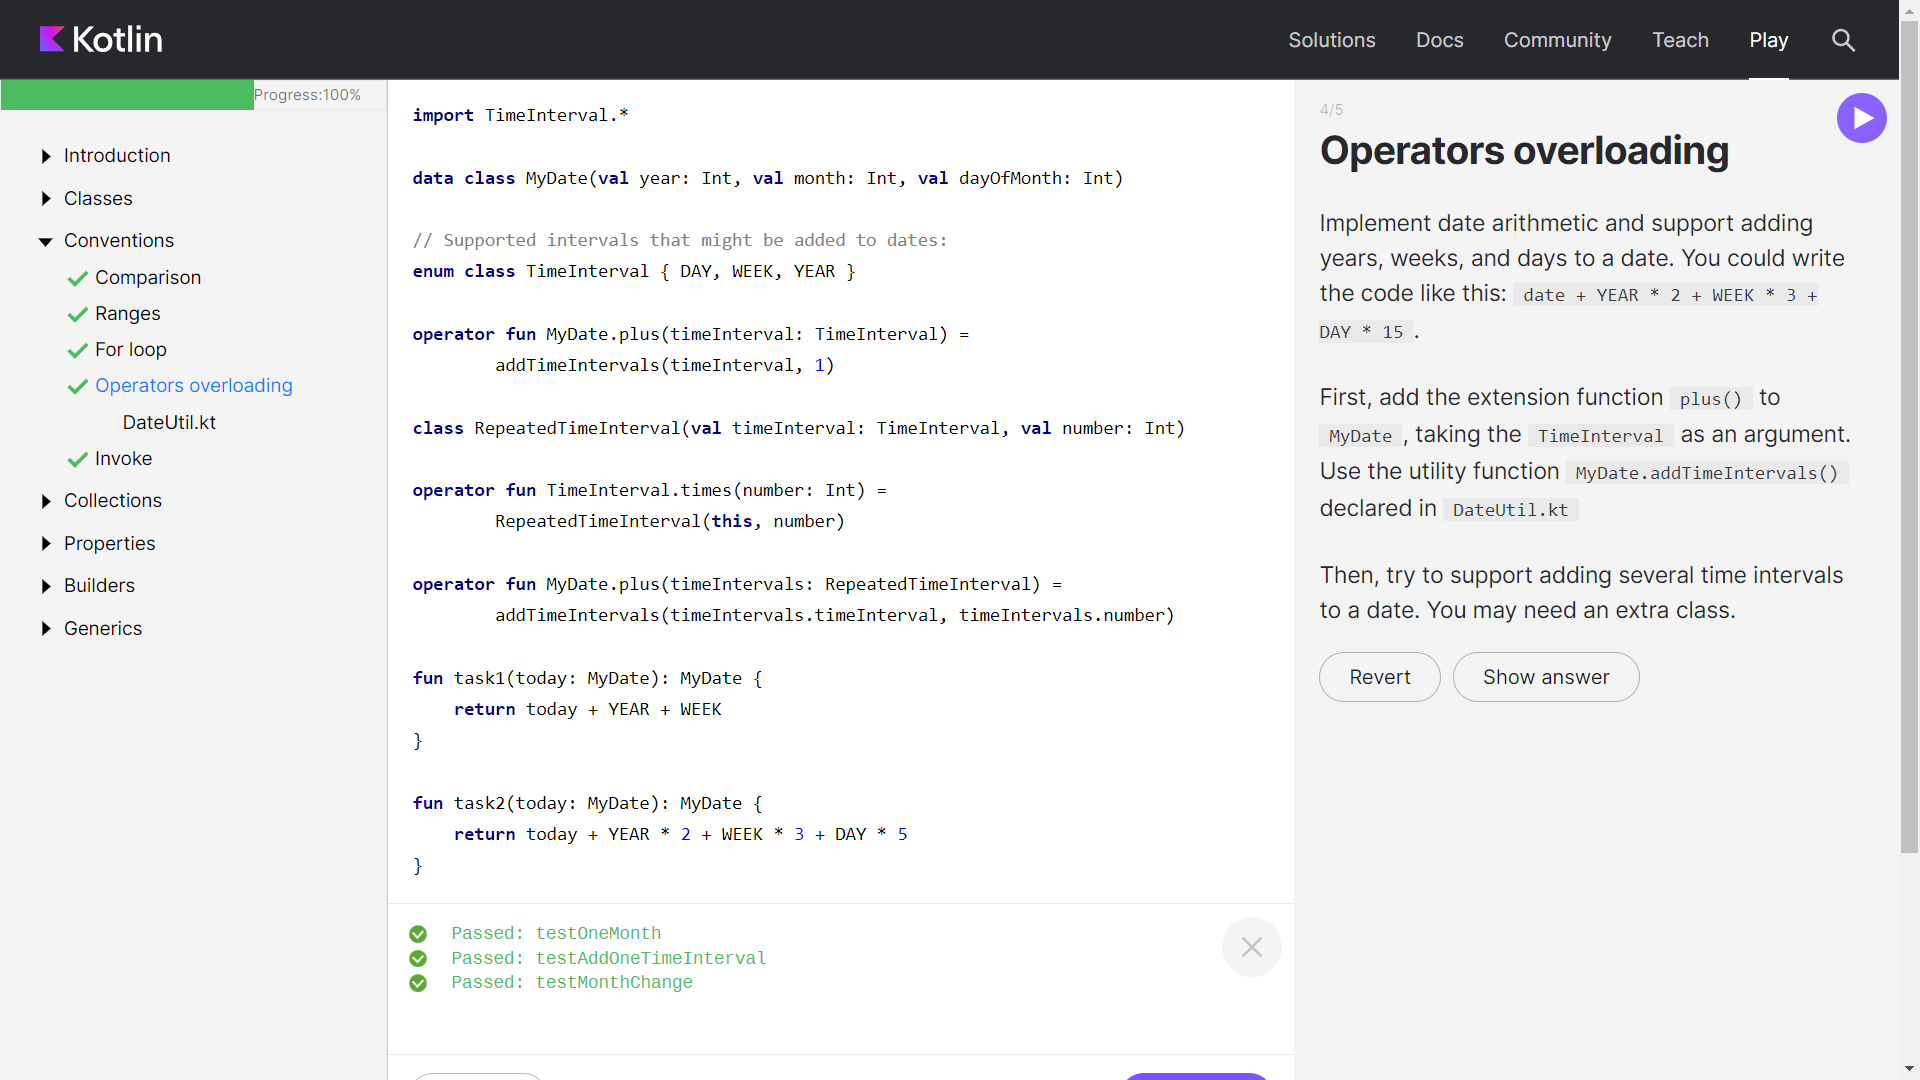 Kotlin
Solutions
Docs
Community
Teach
Play
Progress:100%
Introduction
Classes
Conventions
Comparison
Ranges
For loop
Operators overloading
DateUtil.kt
Invoke
Collections
Properties
Builders
Generics
import TimeInterval.*
data class MyDate(val year: Int, val month: Int, val dayOfMonth: Int)
// Supported intervals that might be added to dates:
enum class TimeInterval { DAY, WEEK, YEAR }
operator fun MyDate.plus(timeInterval: TimeInterval) =
        addTimeIntervals(timeInterval, 1)
class RepeatedTimeInterval(val timeInterval: TimeInterval, val number: Int)
operator fun TimeInterval.times(number: Int) =
        RepeatedTimeInterval(this, number)
operator fun MyDate.plus(timeIntervals: RepeatedTimeInterval) =
        addTimeIntervals(timeIntervals.timeInterval, timeIntervals.number)
fun task1(today: MyDate): MyDate {
    return today + YEAR + WEEK
}
fun task2(today: MyDate): MyDate {
    return today + YEAR * 2 + WEEK * 3 + DAY * 5
}
Passed: testOneMonth
Passed: testAddOneTimeInterval
Passed: testMonthChange
4/5
Operators overloading
Implement date arithmetic and support adding
years, weeks, and days to a date. You could write
the code like this: date + YEAR * 2 + WEEK * 3 +
DAY * 15 .
First, add the extension function plus() to
MyDate , taking the TimeInterval as an argument.
Use the utility function MyDate.addTimeIntervals()
declared in DateUtil.kt
Then, try to support adding several time intervals
to a date. You may need an extra class.
Revert
Show answer